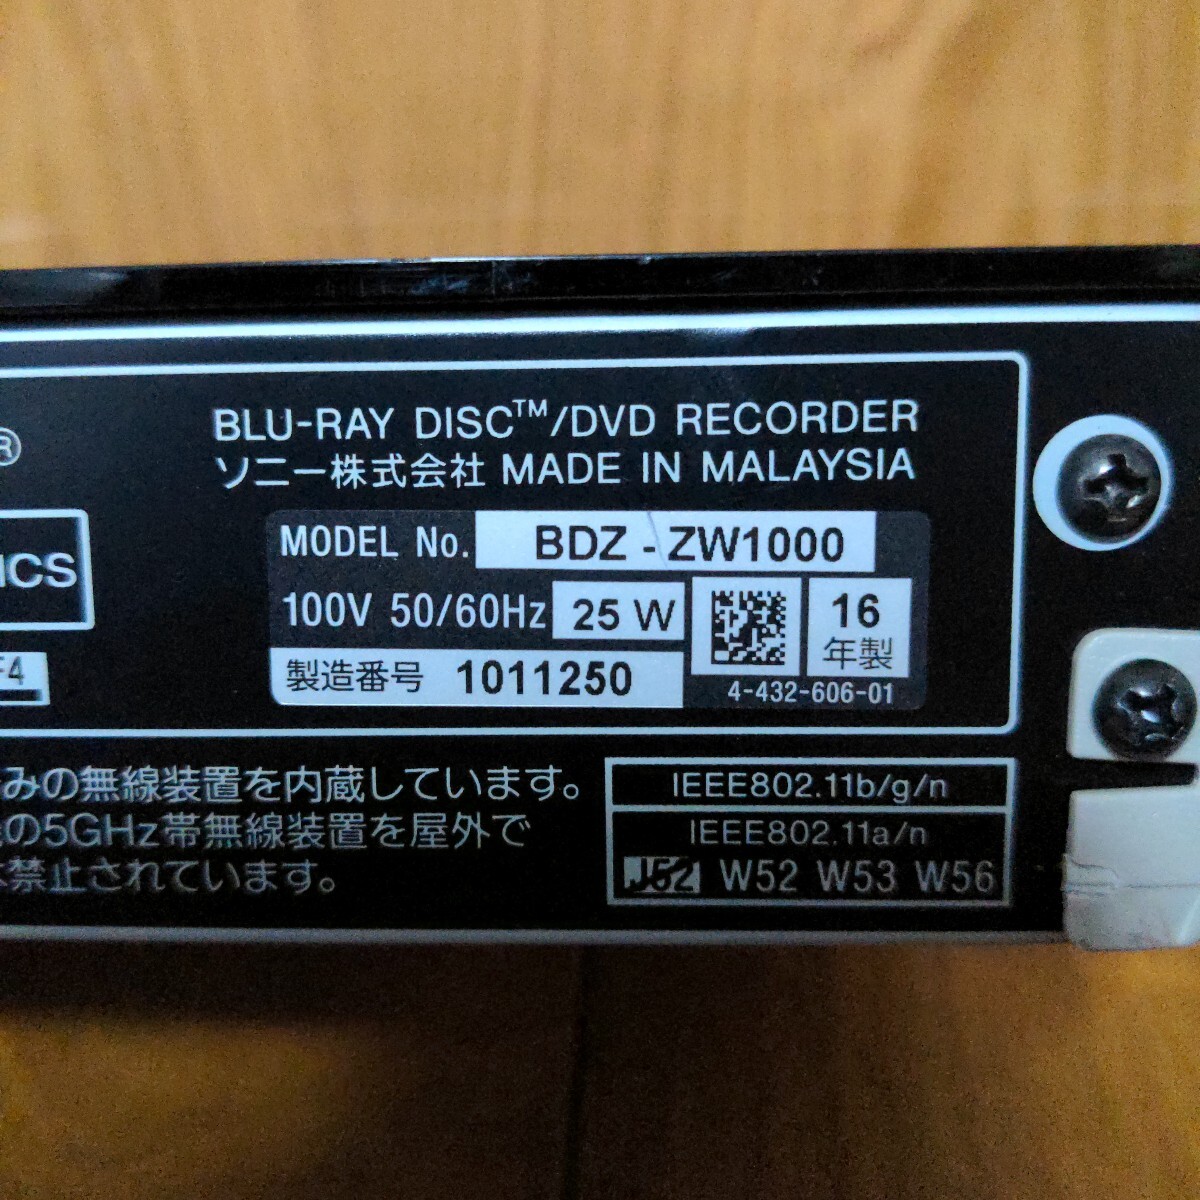 ®
BLU-RAY DISC™/DVD RECORDER
ソニー株式会社 MADE IN MALAYSIA
MODEL No. BDZ - ZW1000
100V 50/60Hz 25 W
16
年製
製造番号 1011250
4-432-606-01
ICS
F4
みの無線装置を内蔵しています。
の5GHz帯無線装置を屋外で
禁止されています。
IEEE802.11b/g/n
IEEE802.11a/n
J52 W52 W53 W56